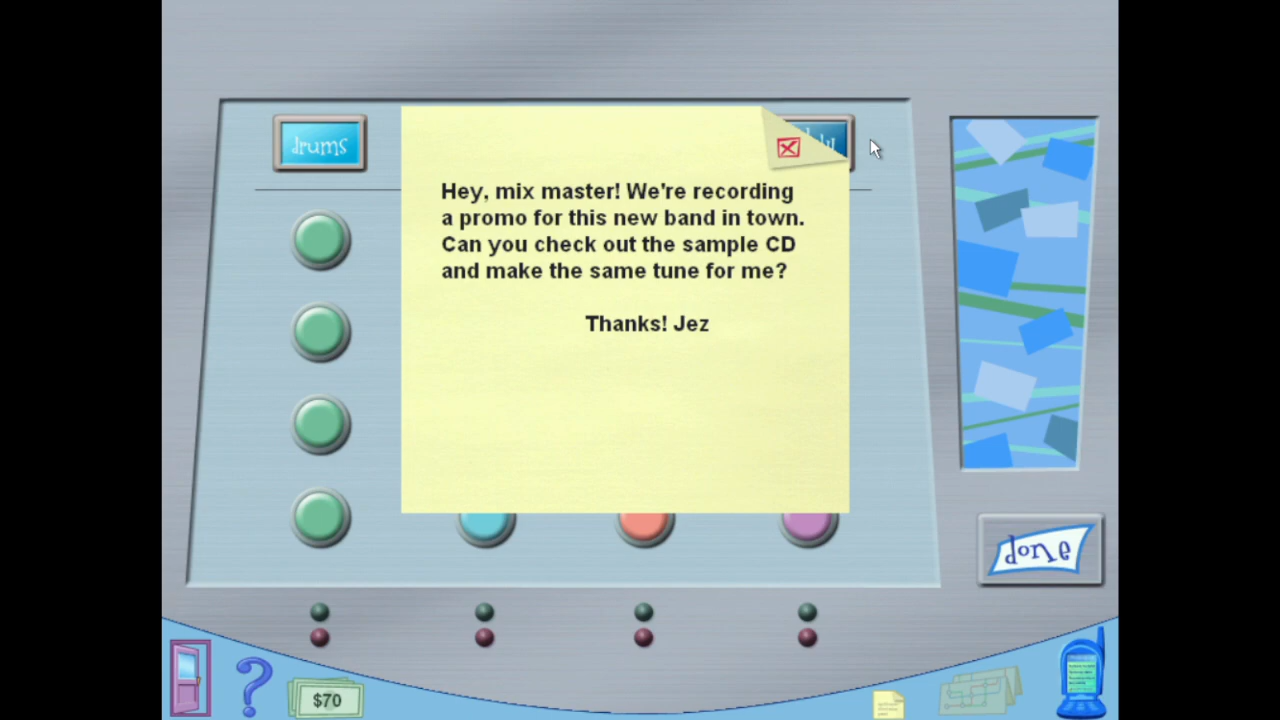 drums
Hey, mix master! We're recording
a promo for this new band in town.
Can you check out the sample CD
and make the same tune for me?
Thanks! Jez
done
$70